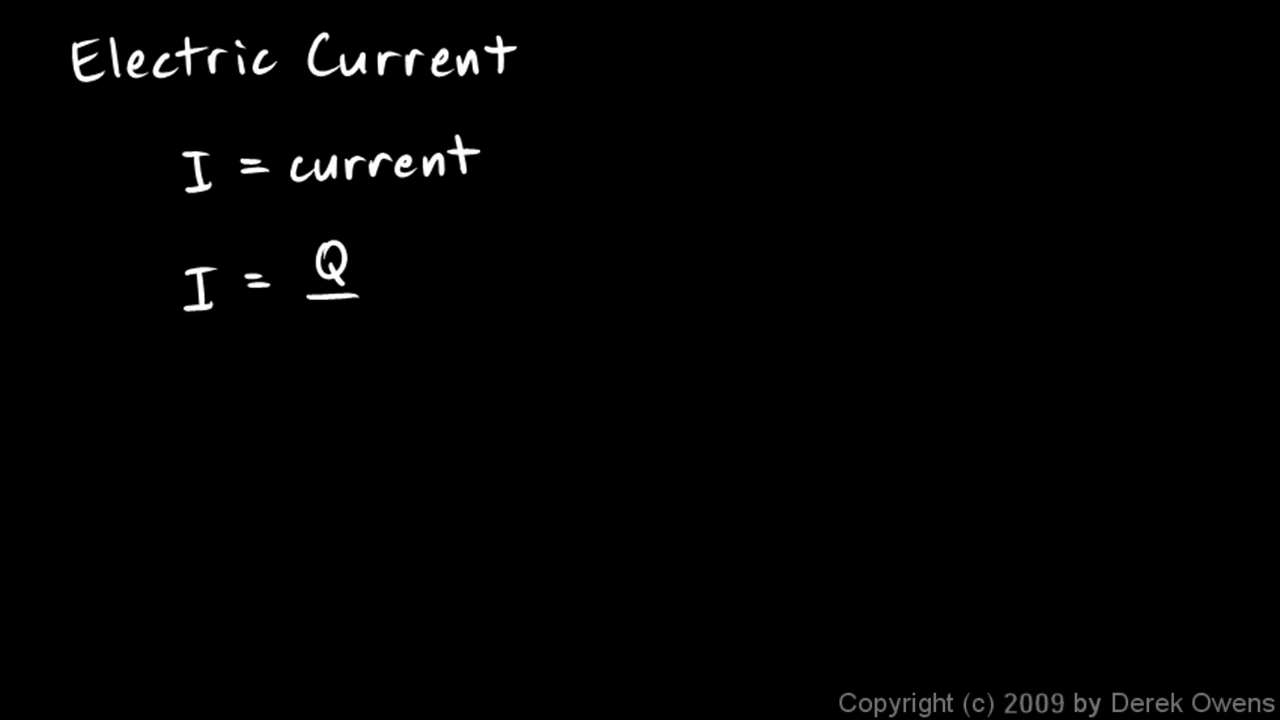 Electric Current
I = current
I = Q
Copyright (c) 2009 by Derek Owens